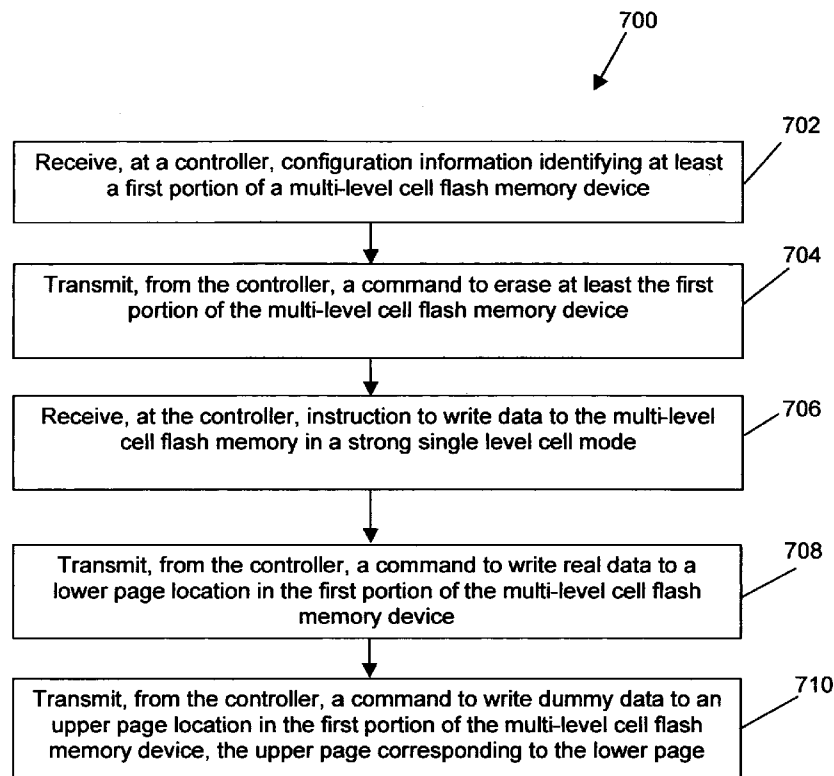 700
702
Receive, at a controller, configuration information identifying at least
a first portion of a multi-level cell flash memory device
704
Transmit, from the controller, a command to erase at least the first
portion of the multi-level cell flash memory device
706
Receive, at the controller, instruction to write data to the multi-level
cell flash memory in a strong single level cell mode
708
Transmit, from the controller, a command to write real data to a
lower page location in the first portion of the multi-level cell flash
memory device
710
Transmit, from the controller, a command to write dummy data to an
upper page location in the first portion of the multi-level cell flash
memory device, the upper page corresponding to the lower page